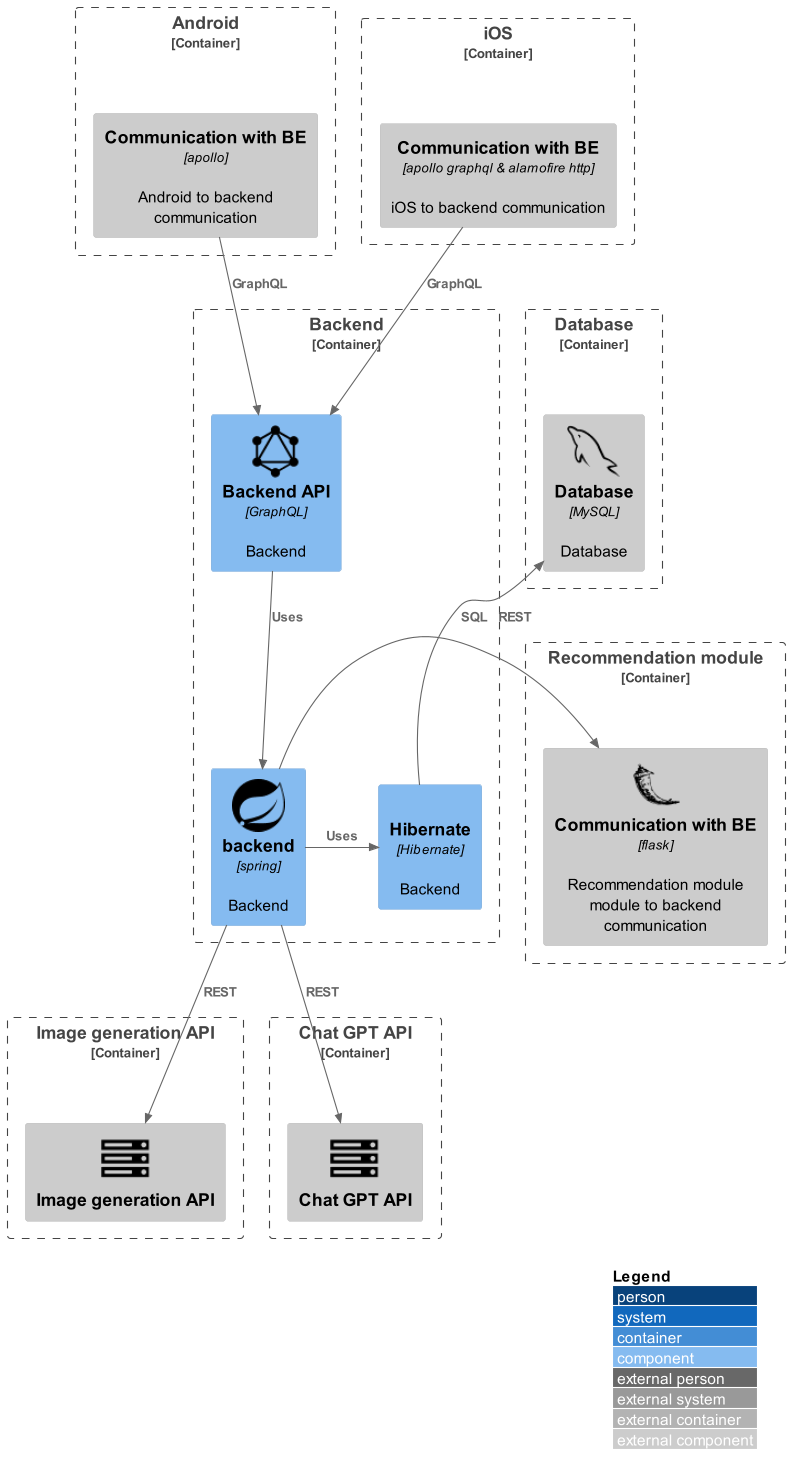 Android
[Container]
iOS
[Container]
Communication with BE
[apollo]
Android to backend
communication
Communication with BE
[apollo graphql & alamofire http]
iOS to backend communication
GraphQL
GraphQL
Backend
[Container]
Database
[Container]
Backend API
[GraphQL]
Backend
Database
[MySQL]
Database
Uses
SQL
REST
Recommendation module
[Container]
backend
[spring]
Backend
Uses
Hibernate
[Hibernate]
Backend
Communication with BE
[flask]
Recommendation module
module to backend
communication
REST
REST
Image generation API
[Container]
Chat GPT API
[Container]
Image generation API
Chat GPT API
Legend
person
system
container
component
external person
external system
external container
external component